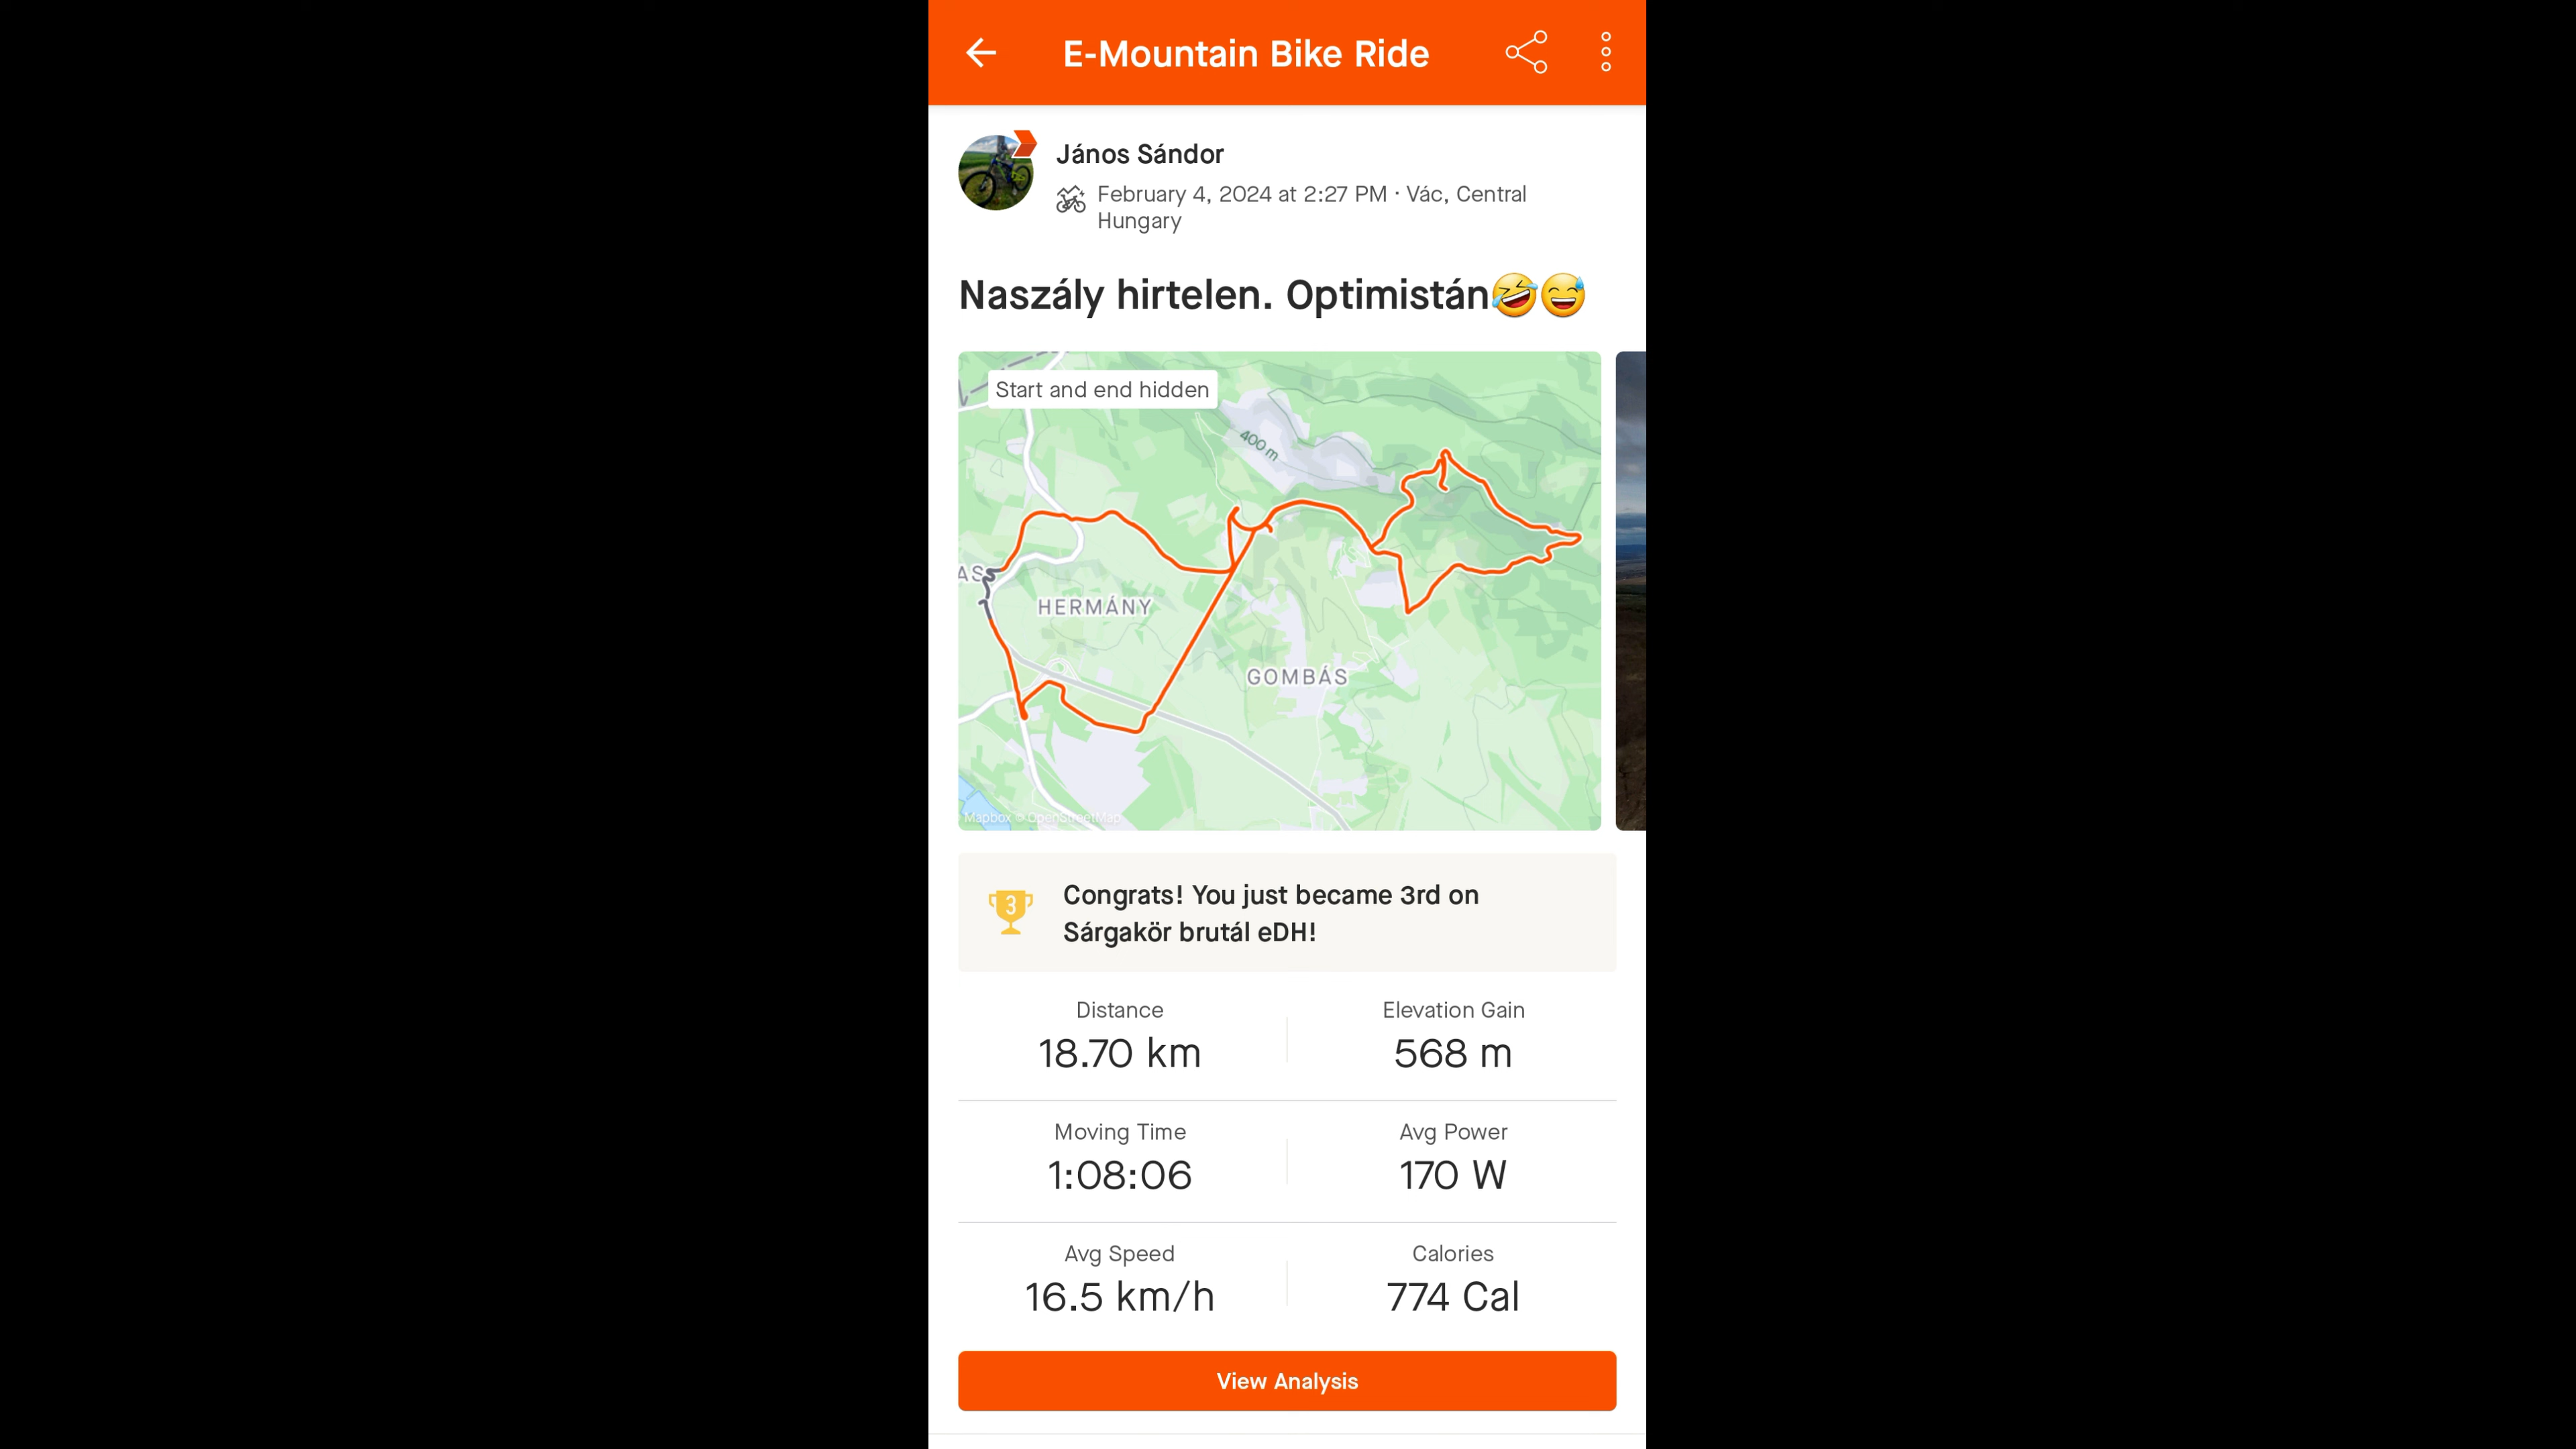 E-Mountain Bike Ride
János Sándor
February 4, 2024 at 2:27 PM · Vác, Central
Hungary
Naszály hirtelen. Optimistán🤣😅
Start and end hidden
400 m
AS
HERMÁNY
GOMBÁS
Mapbox © OpenStreetMap
3
Congrats! You just became 3rd on
Sárgakör brutál eDH!
Distance
18.70 km
Elevation Gain
568 m
Moving Time
1:08:06
Avg Power
170 W
Avg Speed
16.5 km/h
Calories
774 Cal
View Analysis